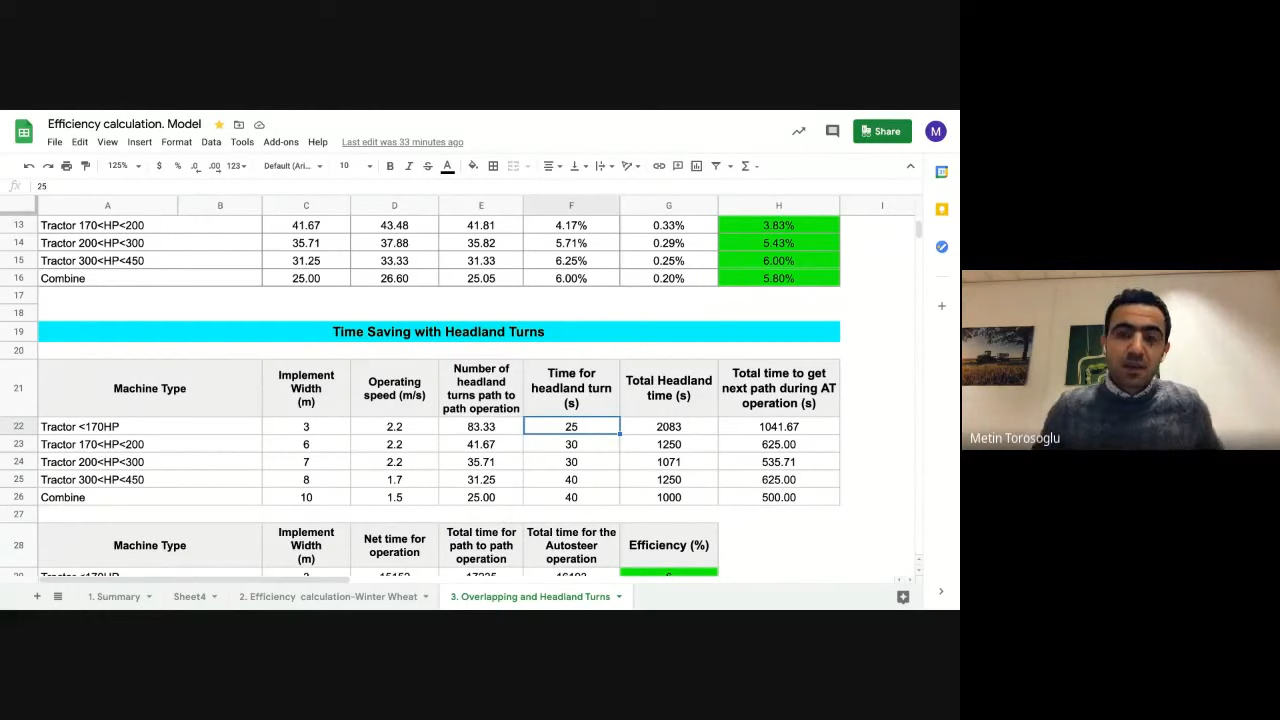 Efficiency calculation. Model
File Edit View Insert Format Data Tools Add-ons Help Last edit was 33 minutes ago
Share
M
125% $ % .0 .00 123 Default (Ari... 10 B I S A
fx 25
A B C D E F G H I
13 Tractor 170<HP<200 41.67 43.48 41.81 4.17% 0.33% 3.83%
14 Tractor 200<HP<300 35.71 37.88 35.82 5.71% 0.29% 5.43%
15 Tractor 300<HP<450 31.25 33.33 31.33 6.25% 0.25% 6.00%
16 Combine 25.00 26.60 25.05 6.00% 0.20% 5.80%
17
18
19 Time Saving with Headland Turns
20
21 Machine Type
Implement Width (m)
Operating speed (m/s)
Number of headland turns path to path operation
Time for headland turn (s)
Total Headland time (s)
Total time to get next path during AT operation (s)
22 Tractor <170HP 3 2.2 83.33 25 2083 1041.67
23 Tractor 170<HP<200 6 2.2 41.67 30 1250 625.00
24 Tractor 200<HP<300 7 2.2 35.71 30 1071 535.71
25 Tractor 300<HP<450 8 1.7 31.25 40 1250 625.00
26 Combine 10 1.5 25.00 40 1000 500.00
27
28 Machine Type
Implement Width (m)
Net time for operation
Total time for path to path operation
Total time for the Autosteer operation
Efficiency (%)
1. Summary Sheet4 2. Efficiency calculation-Winter Wheat 3. Overlapping and Headland Turns
Metin Torosoglu